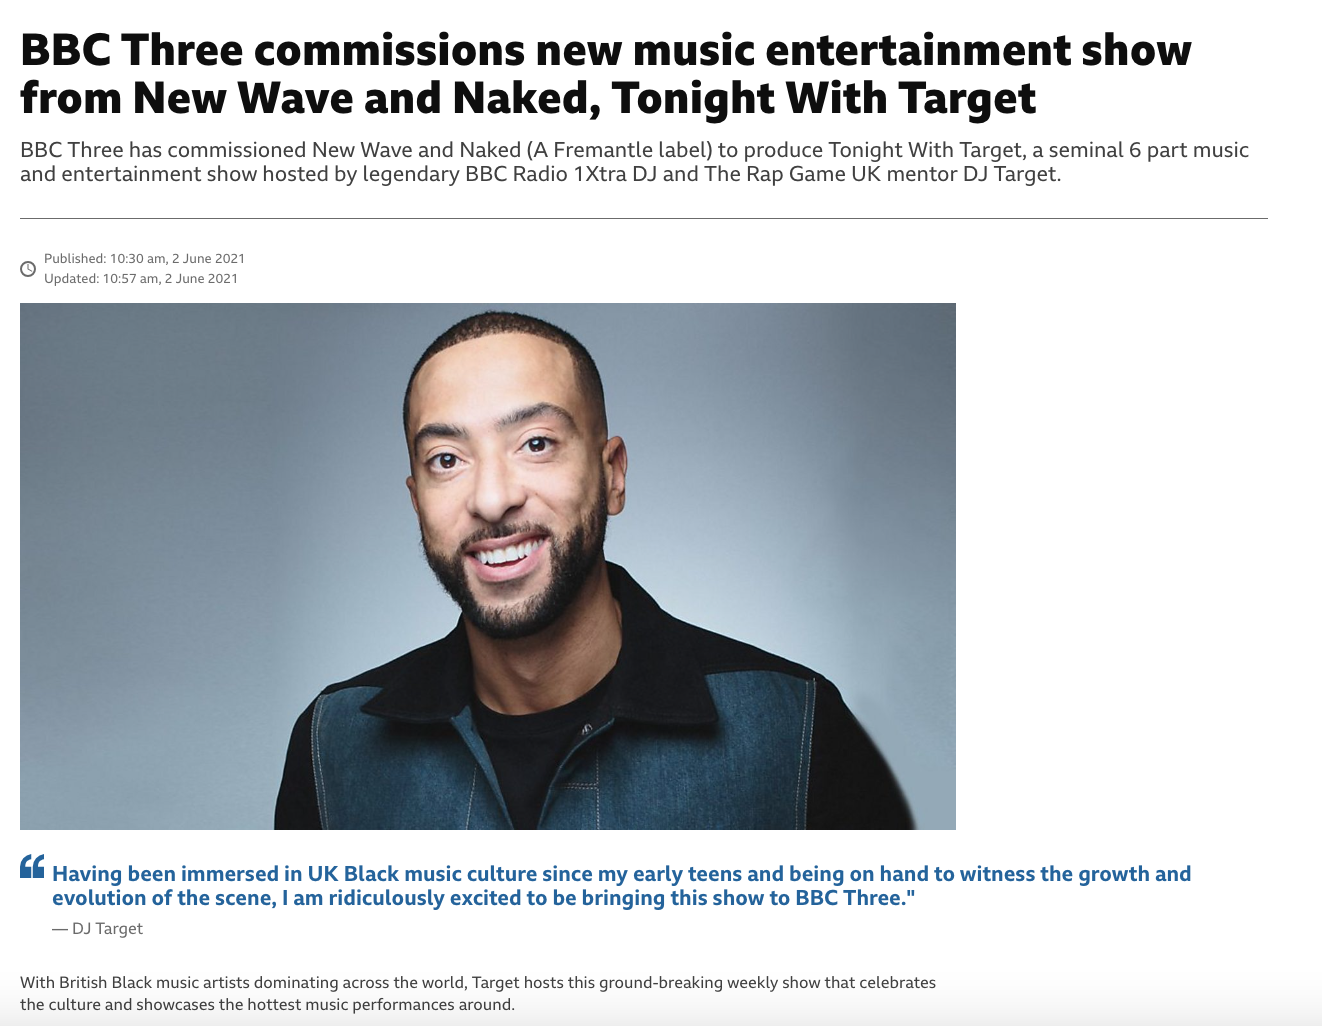 BBC Three commissions new music entertainment show
from New Wave and Naked, Tonight With Target
BBC Three has commissioned New Wave and Naked (A Fremantle label) to produce Tonight With Target, a seminal 6 part music
and entertainment show hosted by legendary BBC Radio 1Xtra DJ and The Rap Game UK mentor DJ Target.
Published: 10:30 am, 2 June 2021
Updated: 10:57 am, 2 June 2021
“ Having been immersed in UK Black music culture since my early teens and being on hand to witness the growth and
evolution of the scene, I am ridiculously excited to be bringing this show to BBC Three."
— DJ Target
With British Black music artists dominating across the world, Target hosts this ground-breaking weekly show that celebrates
the culture and showcases the hottest music performances around.